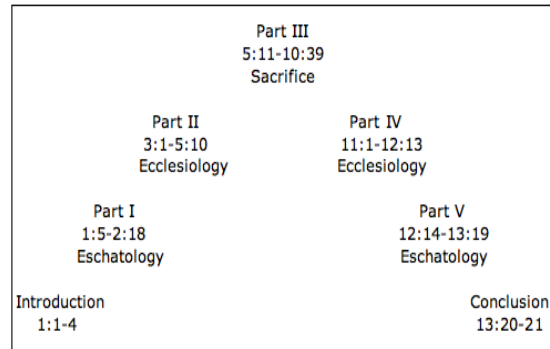 Part III
5:11-10:39
Sacrifice
Part II
3:1-5:10
Ecclesiology
Part IV
11:1-12:13
Ecclesiology
Part I
1:5-2:18
Eschatology
Part V
12:14-13:19
Eschatology
Introduction
1:1-4
Conclusion
13:20-21